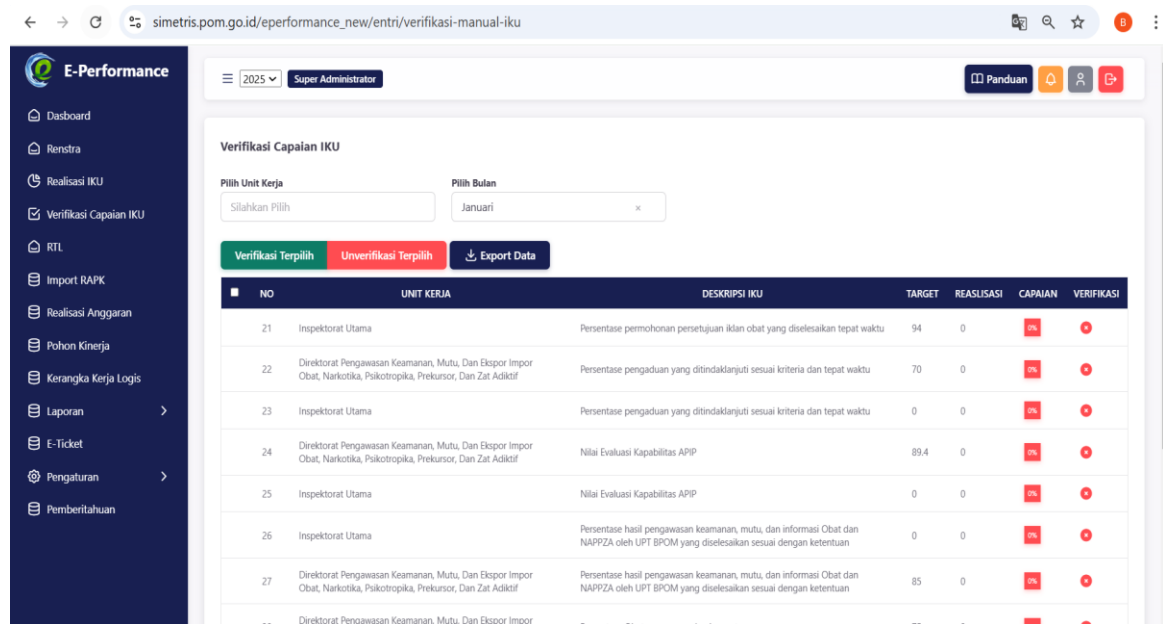 simetris.pom.go.id/eperformance_new/entri/verifikasi-manual-iku
B
E-Performance
2025
Super Administrator
Panduan
Dasboard
Renstra
Realisasi IKU
Verifikasi Capaian IKU
RTL
Import RAPK
Realisasi Anggaran
Pohon Kinerja
Kerangka Kerja Logis
Laporan
E-Ticket
Pengaturan
Pemberitahuan
Verifikasi Capaian IKU
Pilih Unit Kerja
Pilih Bulan
Silahkan Pilih
Januari ×
Verifikasi Terpilih
Unverifikasi Terpilih
Export Data
NO UNIT KERJA DESKRIPSI IKU TARGET REASLISASI CAPAIAN VERIFIKASI
21 Inspektorat Utama Persentase permohonan persetujuan iklan obat yang diselesaikan tepat waktu 94 0 0%
22 Direktorat Pengawasan Keamanan, Mutu, Dan Ekspor Impor
Obat, Narkotika, Psikotropika, Prekursor, Dan Zat Adiktif
Persentase pengaduan yang ditindaklanjuti sesuai kriteria dan tepat waktu 70 0 0%
23 Inspektorat Utama Persentase pengaduan yang ditindaklanjuti sesuai kriteria dan tepat waktu 0 0 0%
24 Direktorat Pengawasan Keamanan, Mutu, Dan Ekspor Impor
Obat, Narkotika, Psikotropika, Prekursor, Dan Zat Adiktif
Nilai Evaluasi Kapabilitas APIP 89.4 0 0%
25 Inspektorat Utama Nilai Evaluasi Kapabilitas APIP 0 0 0%
26 Inspektorat Utama
Persentase hasil pengawasan keamanan, mutu, dan informasi Obat dan
NAPPZA oleh UPT BPOM yang diselesaikan sesuai dengan ketentuan
0 0 0%
27 Direktorat Pengawasan Keamanan, Mutu, Dan Ekspor Impor
Obat, Narkotika, Psikotropika, Prekursor, Dan Zat Adiktif
Persentase hasil pengawasan keamanan, mutu, dan informasi Obat dan
NAPPZA oleh UPT BPOM yang diselesaikan sesuai dengan ketentuan
85 0 0%
Direktorat Pengawasan Keamanan, Mutu, Dan Ekspor Impor